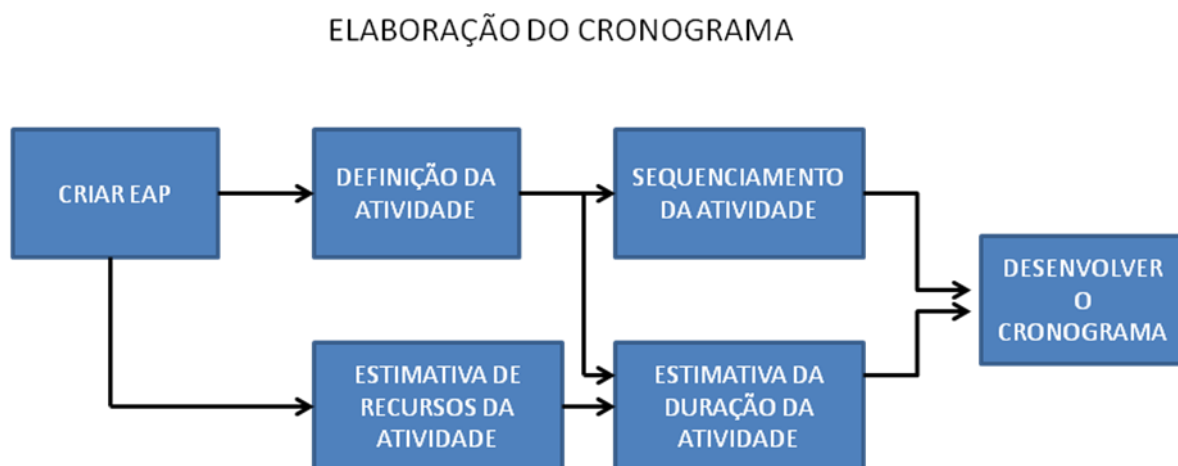 ELABORAÇÃO DO CRONOGRAMA
CRIAR EAP
DEFINIÇÃO DA
ATIVIDADE
SEQUENCIAMENTO
DA ATIVIDADE
DESENVOLVER
O
CRONOGRAMA
ESTIMATIVA DE
RECURSOS DA
ATIVIDADE
ESTIMATIVA DA
DURAÇÃO DA
ATIVIDADE